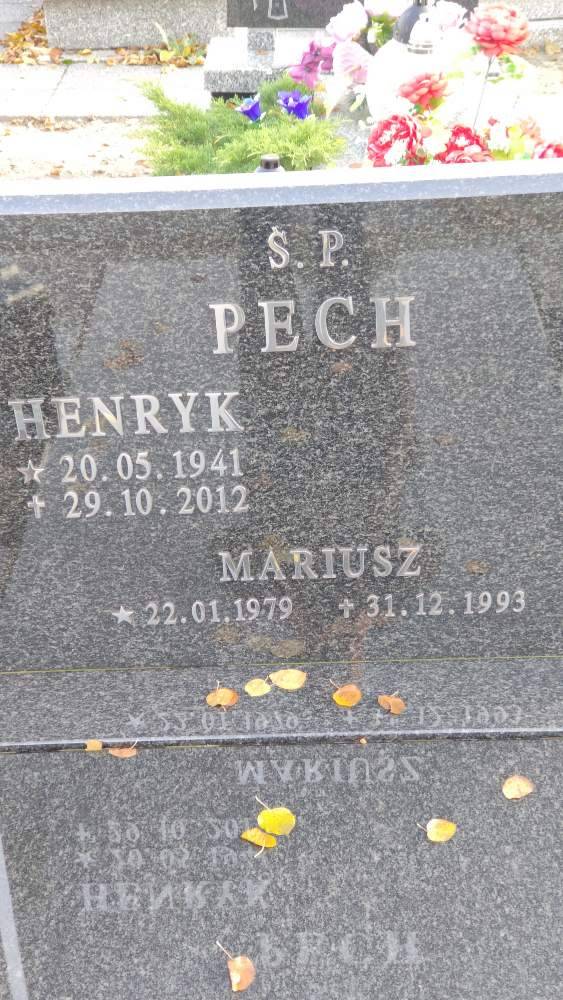 Ś. P.
PECH
HENRYK
★ 20.05.1941
✝ 29.10.2012
MARIUSZ
★ 22.01.1979 ✝ 31.12.1993